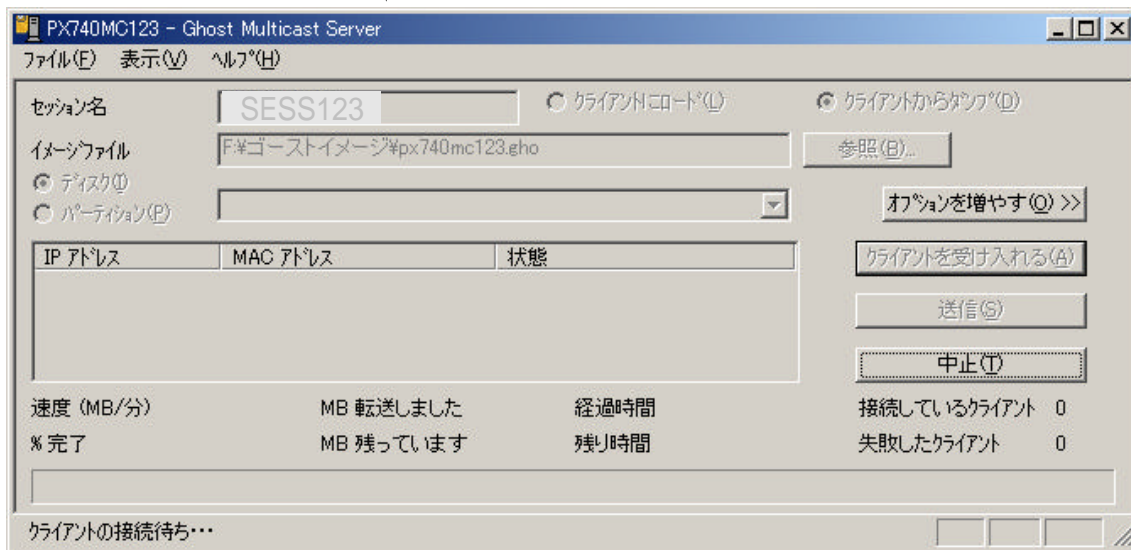 PX740MC123 - Ghost Multicast Server
ファイル(F) 表示(V) ヘルプ(H)
セッション名 SESS123 クライアントにロード(L) クライアントからダンプ(D)
イメージファイル F:¥ゴーストイメージ¥px740mc123.gho 参照(B)...
ディスク(I)
パーティション(P) オプションを増やす(O) >>
IP アドレス MAC アドレス 状態 クライアントを受け入れる(A)
送信(S)
中止(T)
速度 (MB/分) MB 転送しました 経過時間 接続しているクライアント 0
% 完了 MB 残っています 残り時間 失敗したクライアント 0
クライアントの接続待ち・・・